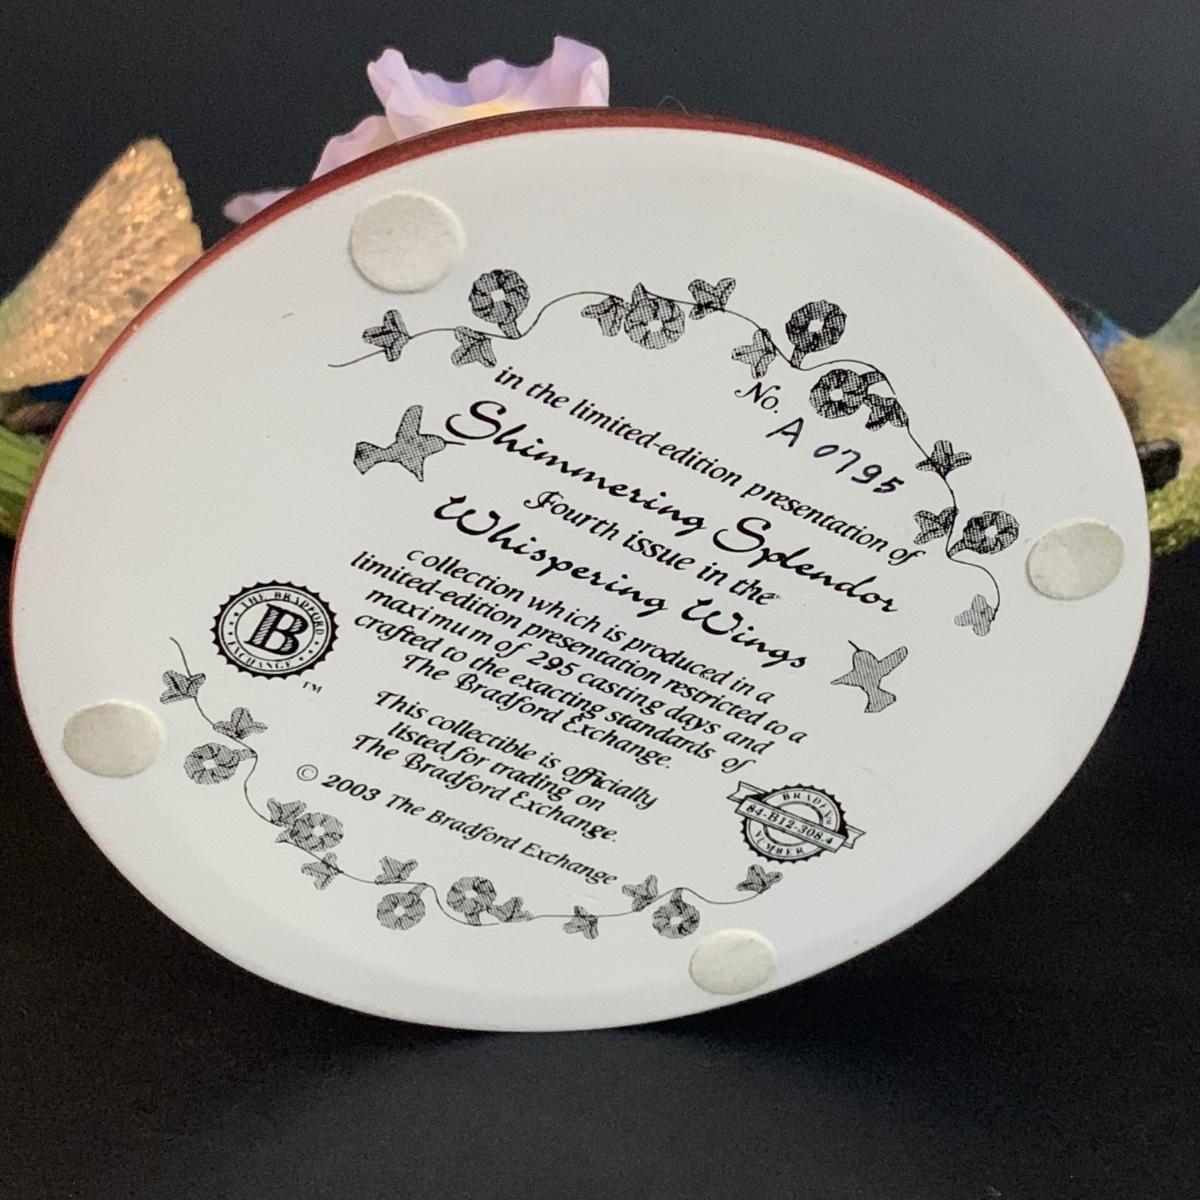 No. A 0795
in the limited-edition presentation of
Shimmering Splendor
Fourth issue in the
Whispering Wings
collection which is produced in a
limited-edition presentation restricted to a
maximum of 295 casting days and
crafted to the exacting standards of
The Bradford Exchange.
This collectible is officially
listed for trading on
The Bradford Exchange.
© 2003 The Bradford Exchange
THE BRADFORD
B
EXCHANGE
TM
BRADEX
84-B12-308.4
NUMBER